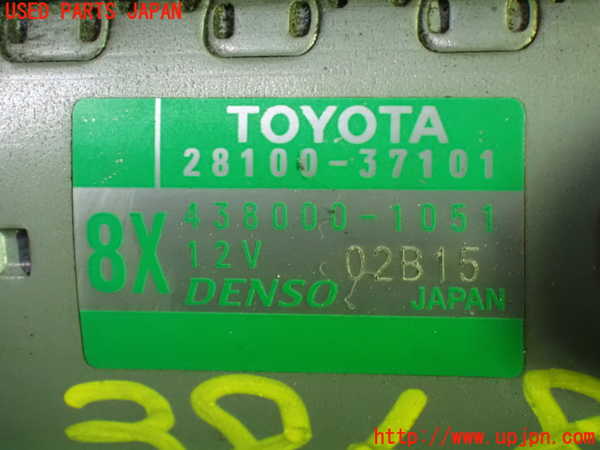 USED PARTS JAPAN
TOYOTA
28100-37101
8X
438000-1051
12V 02B15
DENSO JAPAN
http://www.upjpn.com/